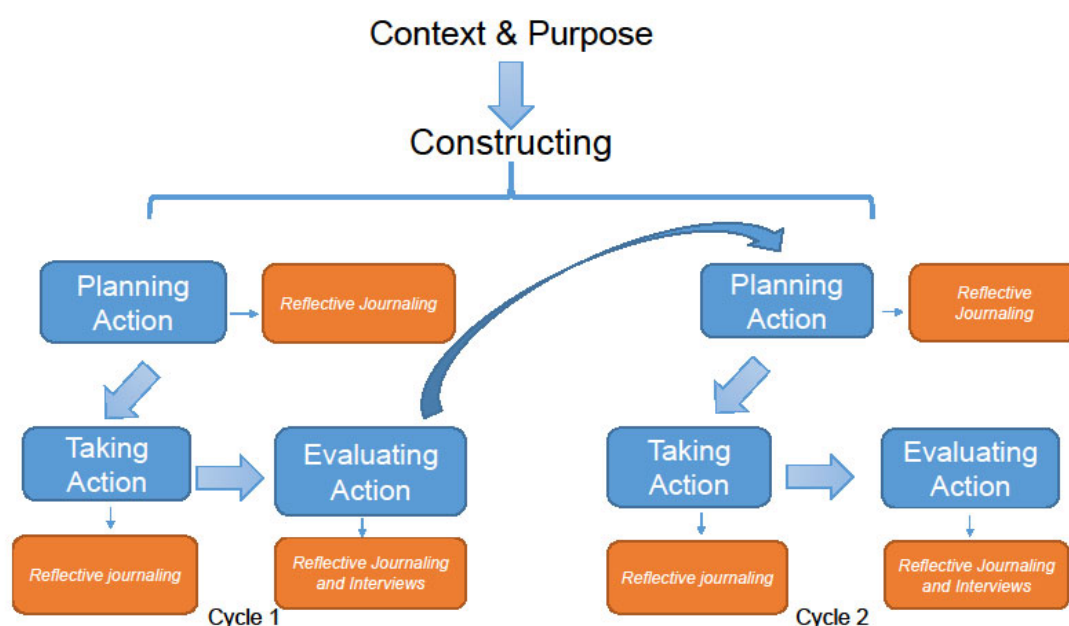 Context & Purpose
Constructing
Planning
Action
Reflective Journaling
Taking
Action
Evaluating
Action
Reflective journaling
Reflective Journaling
and Interviews
Cycle 1
Planning
Action
Reflective
Journaling
Taking
Action
Evaluating
Action
Reflective journaling
Reflective Journaling
and Interviews
Cycle 2